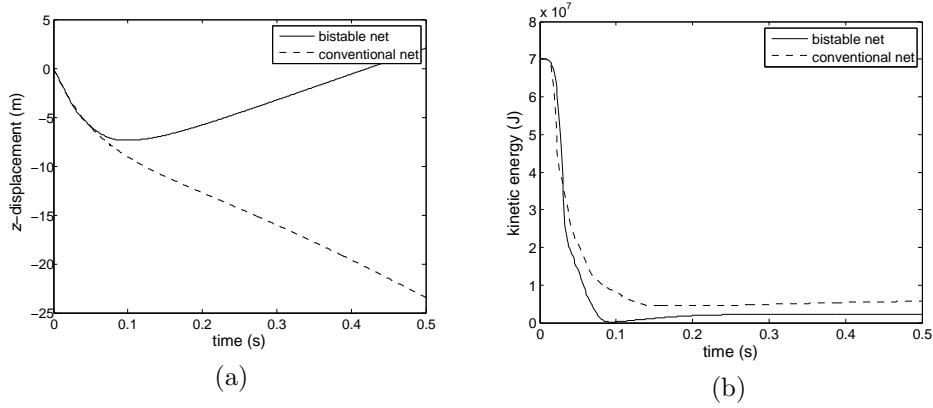 bistable net
conventional net
5
0
−5
−10
−15
−20
−25
z−displacement (m)
0
0.1
0.2
0.3
0.4
0.5
time (s)
(a)
x 10^7
bistable net
conventional net
8
7
6
5
4
3
2
1
0
kinetic energy (J)
0
0.1
0.2
0.3
0.4
0.5
time (s)
(b)